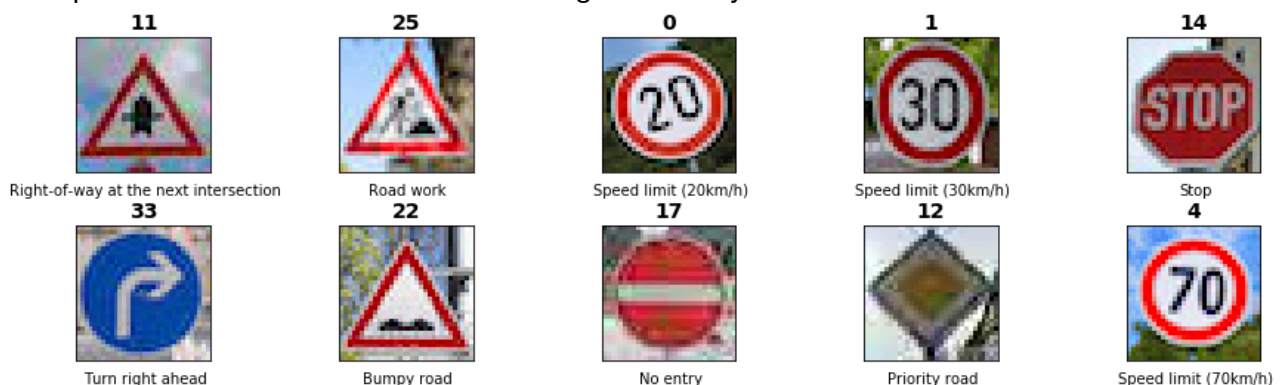 11 25 0 1 14
20 30 STOP
Right-of-way at the next intersection Road work Speed limit (20km/h) Speed limit (30km/h) Stop
33 22 17 12 4
70
Turn right ahead Bumpy road No entry Priority road Speed limit (70km/h)